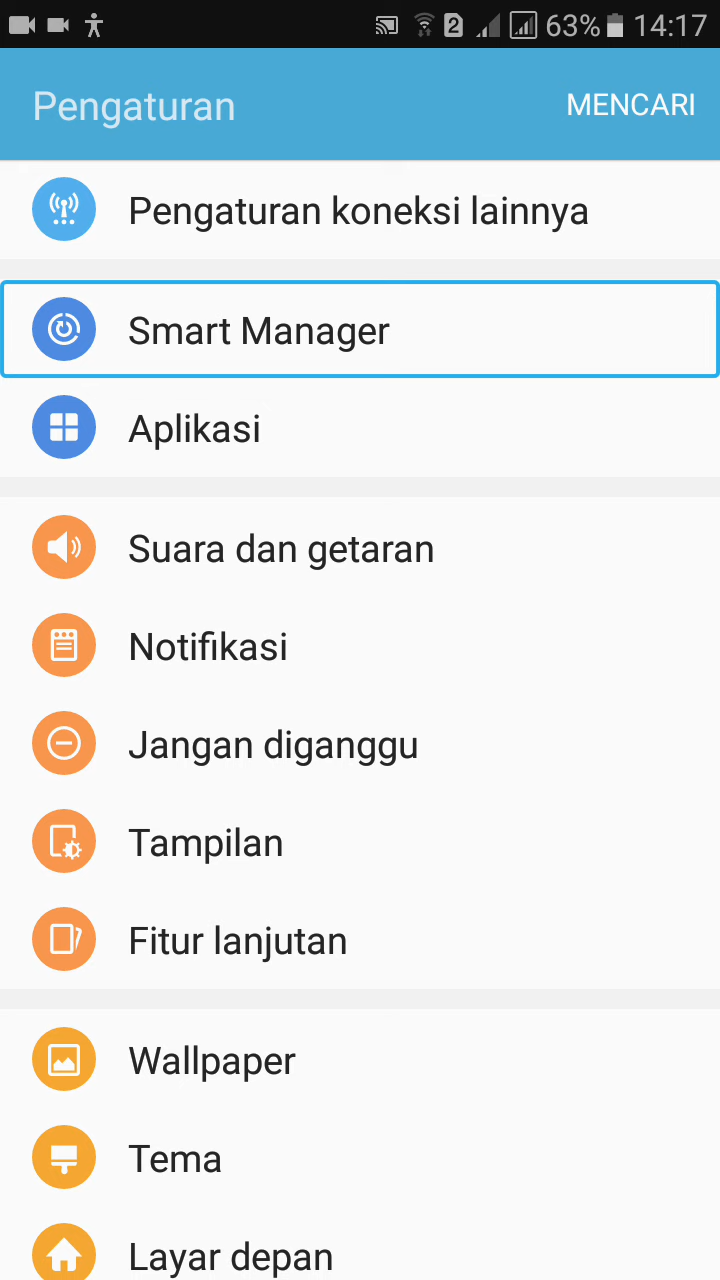 2 63% 14:17
Pengaturan MENCARI
Pengaturan koneksi lainnya
Smart Manager
Aplikasi
Suara dan getaran
Notifikasi
Jangan diganggu
Tampilan
Fitur lanjutan
Wallpaper
Tema
Layar depan